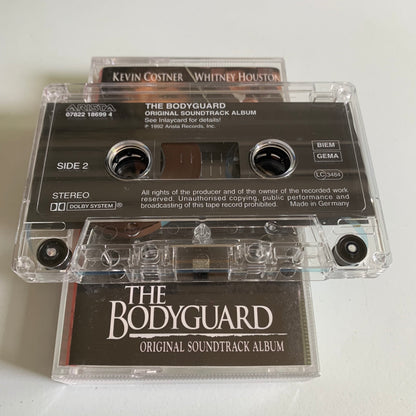 KEVIN COSTNER WHITNEY HOUSTON
ARISTA
07822 18699 4
THE BODYGUARD
ORIGINAL SOUNDTRACK ALBUM
See Inlaycard for details!
℗ 1992 Arista Records, Inc.
BIEM
GEMA
SIDE 2
LC 3484
STEREO
DOLBY SYSTEM®
All rights of the producer and of the owner of the recorded work
reserved. Unauthorised copying, public performance and
broadcasting of this tape record prohibited. Made in Germany
THE
BODYGUARD
ORIGINAL SOUNDTRACK ALBUM